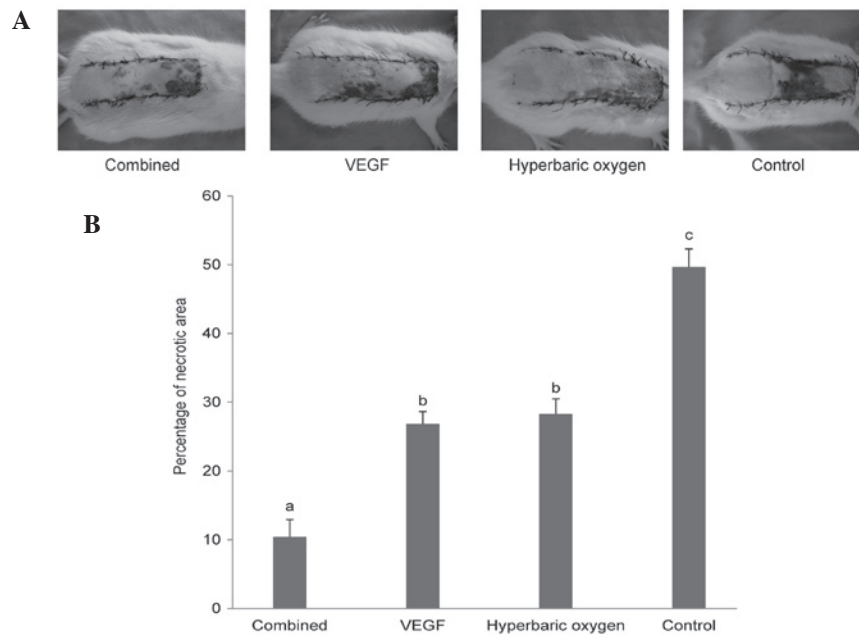 A
Combined VEGF Hyperbaric oxygen Control
B
Percentage of necrotic area
60
50
40
30
20
10
0
a
b
b
c
Combined VEGF Hyperbaric oxygen Control